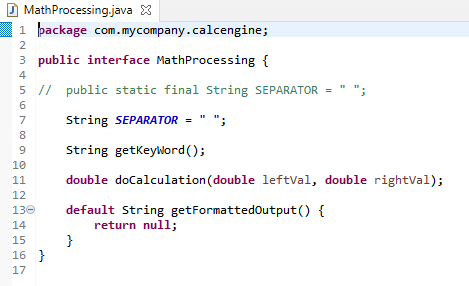 MathProcessing.java
1 package com.mycompany.calcengine;
2
3 public interface MathProcessing {
4
5 //  public static final String SEPARATOR = " ";
6
7     String SEPARATOR = " ";
8
9     String getKeyWord();
10
11     double doCalculation(double leftVal, double rightVal);
12
13     default String getFormattedOutput() {
14         return null;
15     }
16 }
17